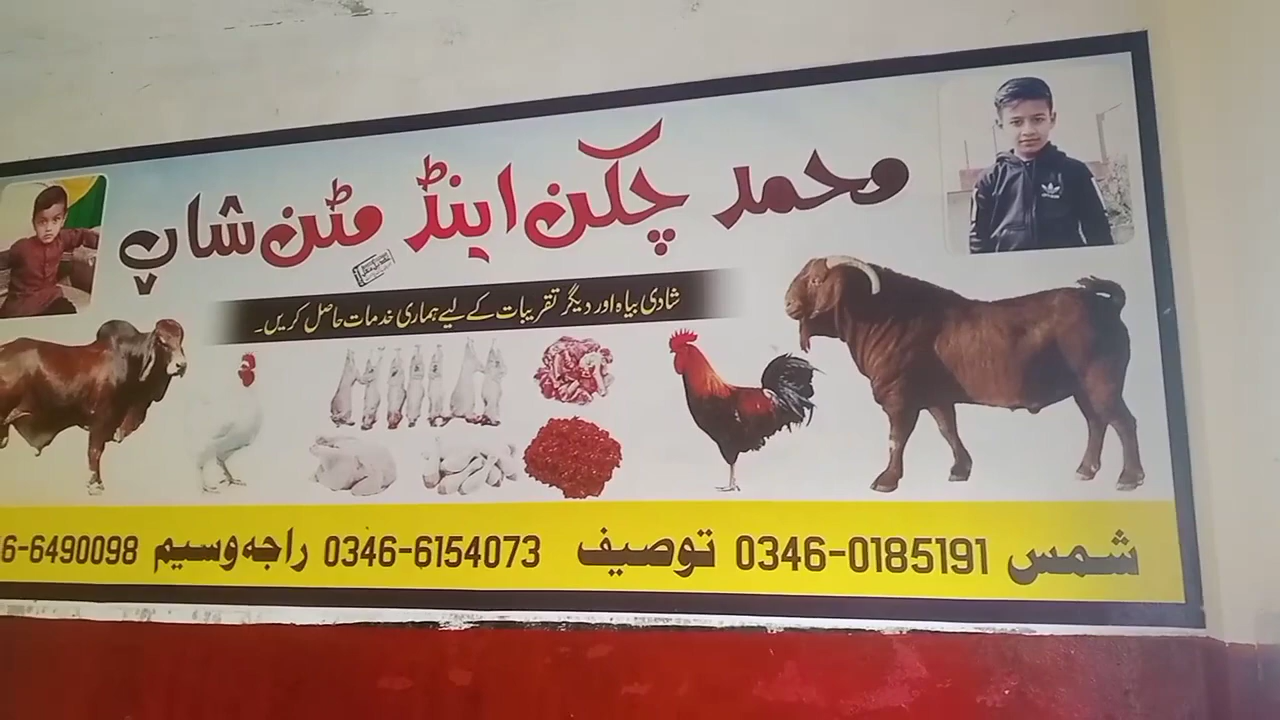 محمد چکن اینڈ مٹن شاپ
شادی بیاہ اور دیگر تقریبات کے لیے ہماری خدمات حاصل کریں۔
شمس 0346-0185191 توصیف 0346-6154073 راجہ وسیم 6-6490098
adidas